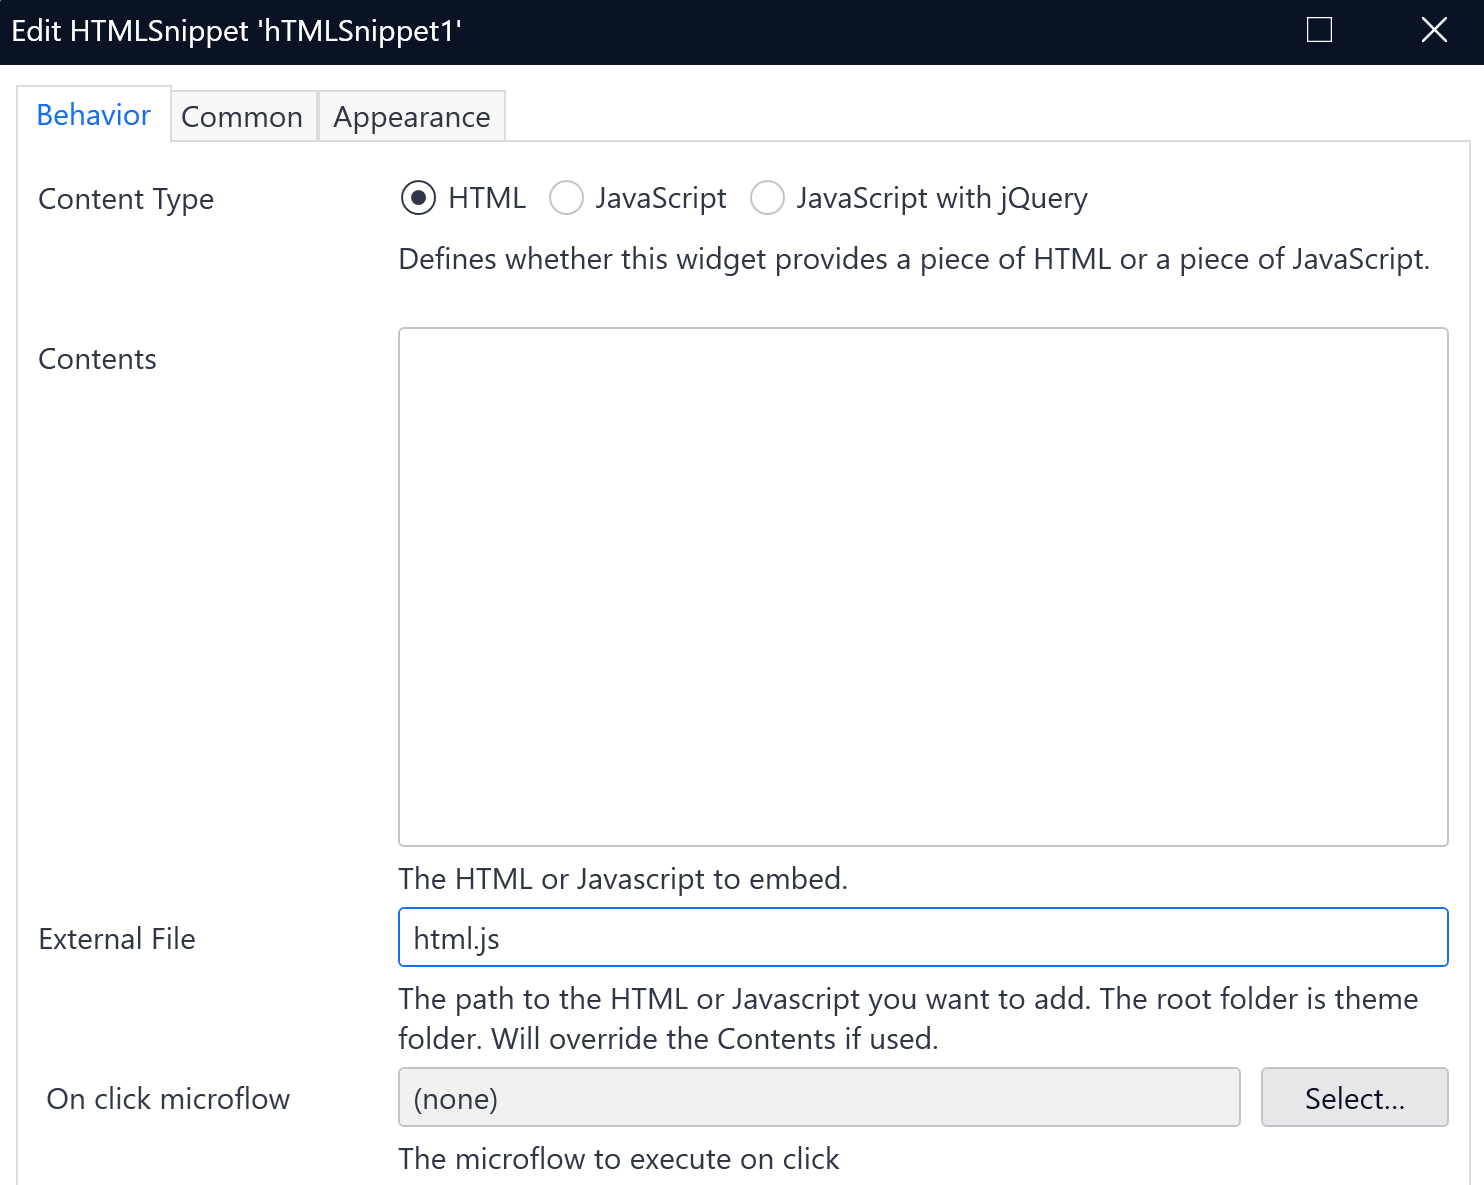 Edit HTMLSnippet 'hTMLSnippet1'
Behavior Common Appearance
Content Type HTML JavaScript JavaScript with jQuery
Defines whether this widget provides a piece of HTML or a piece of JavaScript.
Contents
The HTML or Javascript to embed.
External File html.js
The path to the HTML or Javascript you want to add. The root folder is theme
folder. Will override the Contents if used.
On click microflow (none) Select...
The microflow to execute on click